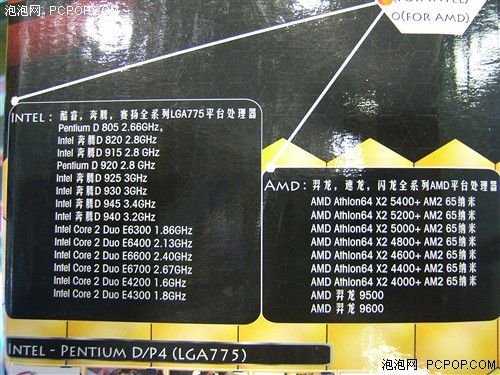 泡泡网 PCPOP.COM
(FOR INTEL)
O(FOR AMD)
INTEL： 酷睿，奔腾，赛扬全系列LGA775平台处理器
Pentium D 805 2.66GHz，
Intel 奔腾D 820 2.8GHz
Intel 奔腾D 915 2.8 GHz
Pentium D 920 2.8 GHz
Intel 奔腾D 925 3GHz
Intel 奔腾D 930 3GHz
Intel 奔腾D 945 3.4GHz
Intel 奔腾D 940 3.2GHz
Intel Core 2 Duo E6300 1.86GHz
Intel Core 2 Duo E6400 2.13GHz
Intel Core 2 Duo E6600 2.40GHz
Intel Core 2 Duo E6700 2.67GHz
Intel Core 2 Duo E4200 1.6GHz
Intel Core 2 Duo E4300 1.8GHz
AMD： 羿龙，速龙，闪龙全系列AMD平台处理器
AMD Athlon64 X2 5400+ AM2 65纳米
AMD Athlon64 X2 5200+ AM2 65纳米
AMD Athlon64 X2 5000+ AM2 65纳米
AMD Athlon64 X2 4800+ AM2 65纳米
AMD Athlon64 X2 4600+ AM2 65纳米
AMD Athlon64 X2 4400+ AM2 65纳米
AMD Athlon64 X2 4000+ AM2 65纳米
AMD 羿龙 9500
AMD 羿龙 9600
INTEL - PENTIUM D/P4 (LGA775)
泡泡网 PCPOP.COM